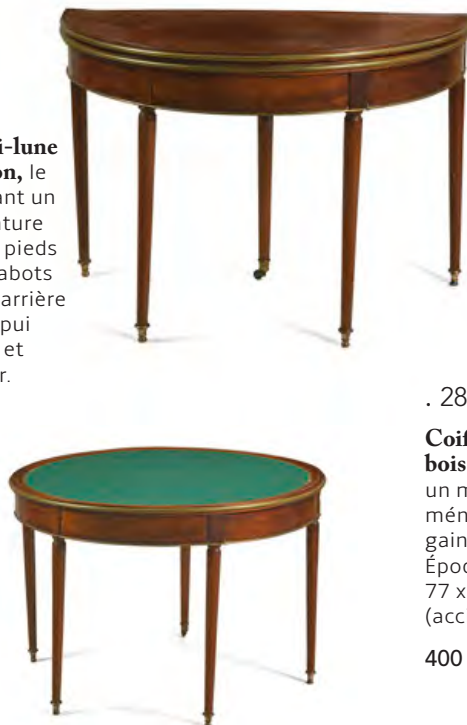 i-lune
on, le
ant un
ture
pieds
abots
arrière
pui
et
r.
. 28
Coif
bois
un m
mén
gain
Époc
77 x
(acc
400